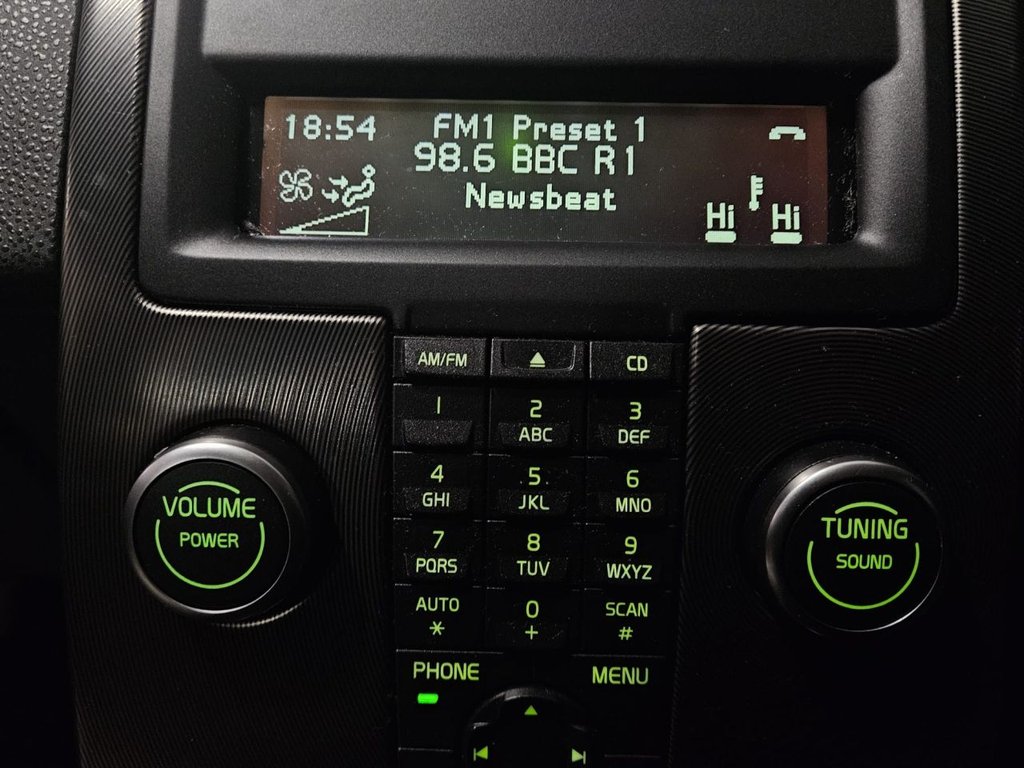 18:54 FM1 Preset 1
98.6 BBC R1
Newsbeat
Hi Hi
AM/FM CD
1 2 3
ABC DEF
4 5 6
GHI JKL MNO
VOLUME
POWER
TUNING
SOUND
7 8 9
PQRS TUV WXYZ
AUTO 0 SCAN
* + #
PHONE MENU